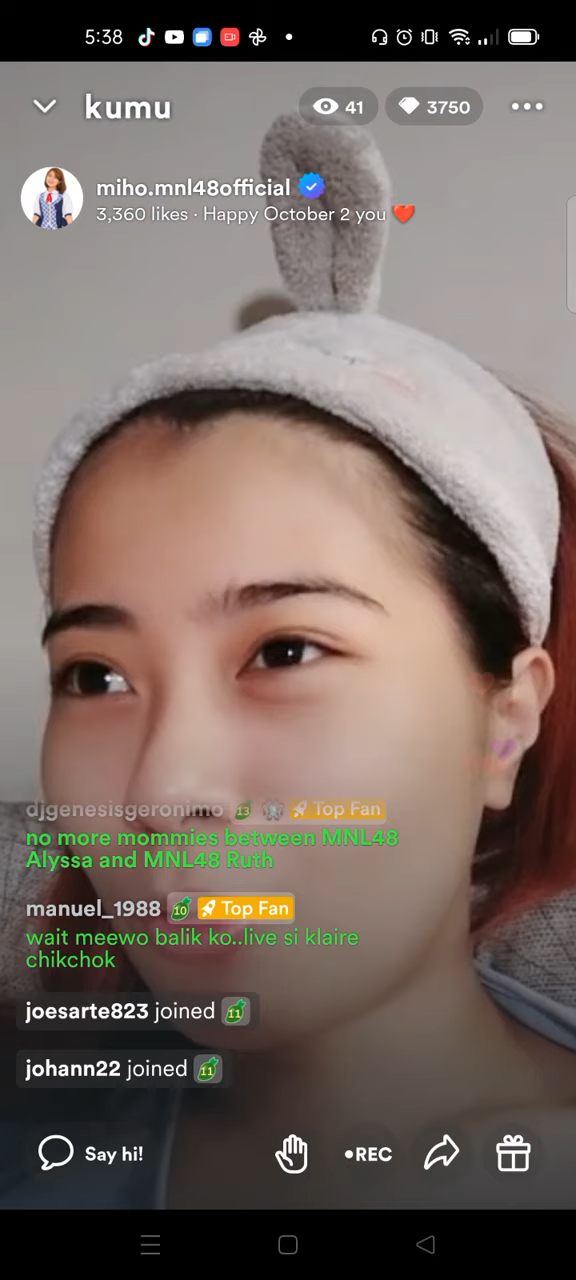 5:38
kumu
41
3750
miho.mnl48official
3,360 likes · Happy October 2 you ❤️
djgenesisgeronimo 13 Top Fan
no more mommies between MNL48
Alyssa and MNL48 Ruth
manuel_1988 10 Top Fan
wait meewo balik ko..live si klaire
chikchok
joesarte823 joined 11
johann22 joined 11
Say hi!
•REC